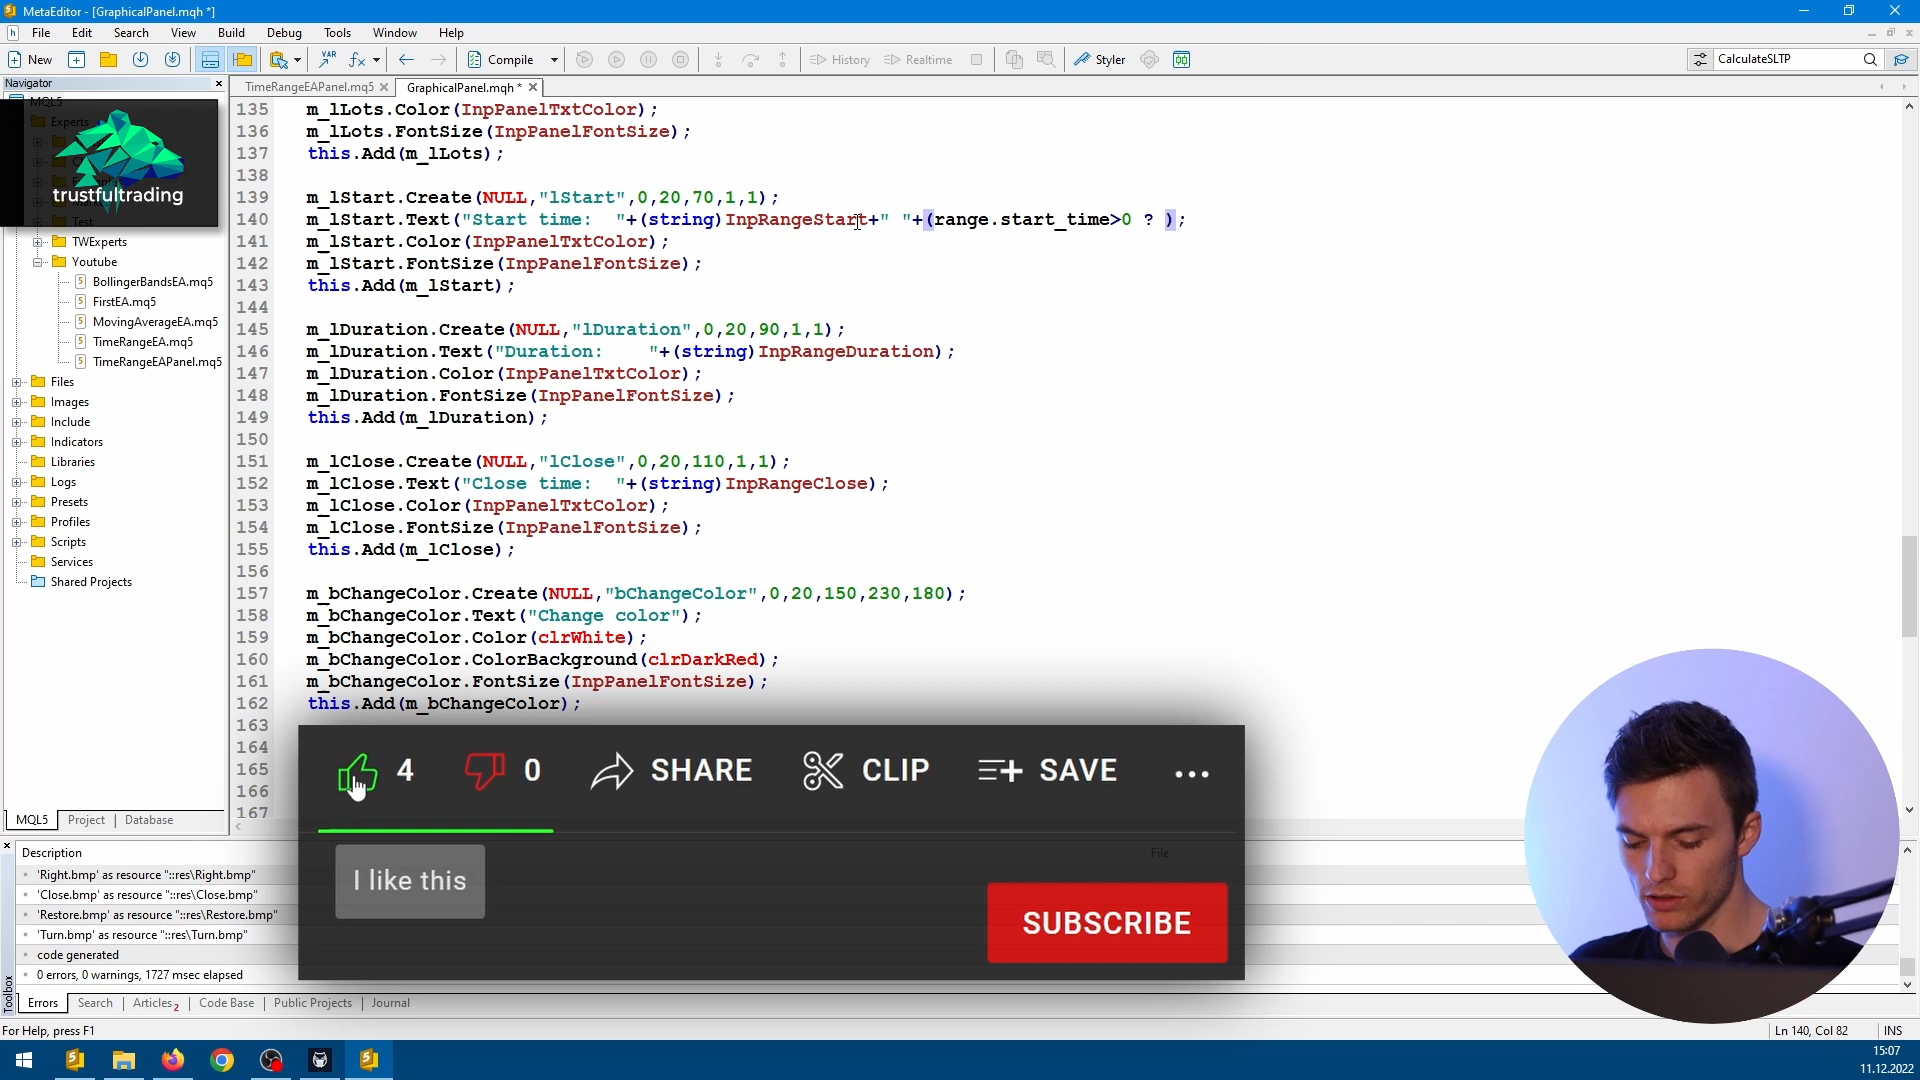 MetaEditor - [GraphicalPanel.mqh *]
File Edit Search View Build Debug Tools Window Help
New VAR Compile History Realtime Styler CalculateSLTP
Navigator
TimeRangeEAPanel.mq5 GraphicalPanel.mqh *
MQL5
Experts
trustfultrading
Test
TWExperts
Youtube
BollingerBandsEA.mq5
FirstEA.mq5
MovingAverageEA.mq5
TimeRangeEA.mq5
TimeRangeEAPanel.mq5
Files
Images
Include
Indicators
Libraries
Logs
Presets
Profiles
Scripts
Services
Shared Projects
MQL5 Project Database
135 m_lLots.Color(InpPanelTxtColor);
136 m_lLots.FontSize(InpPanelFontSize);
137 this.Add(m_lLots);
138
139 m_lStart.Create(NULL,"lStart",0,20,70,1,1);
140 m_lStart.Text("Start time:  "+(string)InpRangeStart+" "+(range.start_time>0 ? );
141 m_lStart.Color(InpPanelTxtColor);
142 m_lStart.FontSize(InpPanelFontSize);
143 this.Add(m_lStart);
144
145 m_lDuration.Create(NULL,"lDuration",0,20,90,1,1);
146 m_lDuration.Text("Duration:    "+(string)InpRangeDuration);
147 m_lDuration.Color(InpPanelTxtColor);
148 m_lDuration.FontSize(InpPanelFontSize);
149 this.Add(m_lDuration);
150
151 m_lClose.Create(NULL,"lClose",0,20,110,1,1);
152 m_lClose.Text("Close time:  "+(string)InpRangeClose);
153 m_lClose.Color(InpPanelTxtColor);
154 m_lClose.FontSize(InpPanelFontSize);
155 this.Add(m_lClose);
156
157 m_bChangeColor.Create(NULL,"bChangeColor",0,20,150,230,180);
158 m_bChangeColor.Text("Change color");
159 m_bChangeColor.Color(clrWhite);
160 m_bChangeColor.ColorBackground(clrDarkRed);
161 m_bChangeColor.FontSize(InpPanelFontSize);
162 this.Add(m_bChangeColor);
163
164
165
166
167
4 0 SHARE CLIP SAVE ...
I like this
SUBSCRIBE
Description File
'Right.bmp' as resource "::res\Right.bmp"
'Close.bmp' as resource "::res\Close.bmp"
'Restore.bmp' as resource "::res\Restore.bmp"
'Turn.bmp' as resource "::res\Turn.bmp"
code generated
0 errors, 0 warnings, 1727 msec elapsed
Toolbox
Errors Search Articles 2 Code Base Public Projects Journal
For Help, press F1 Ln 140, Col 82 INS
15:07
11.12.2022